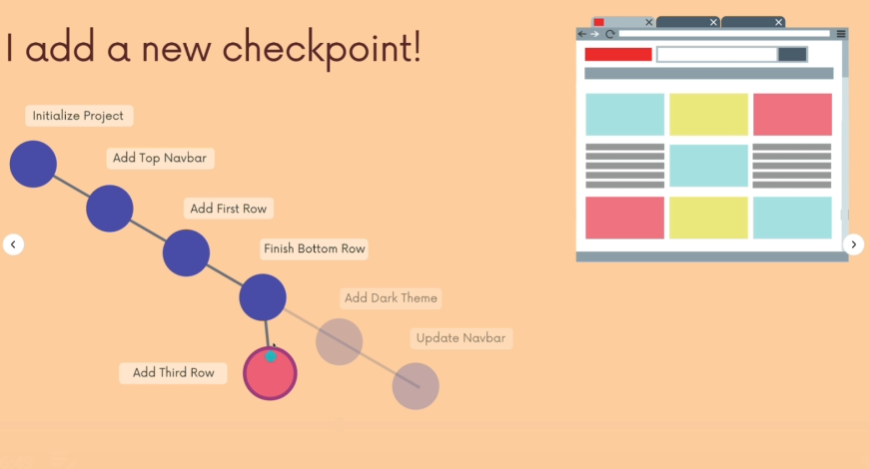 I add a new checkpoint!
Initialize Project
Add Top Navbar
Add First Row
Finish Bottom Row
Add Dark Theme
Update Navbar
Add Third Row